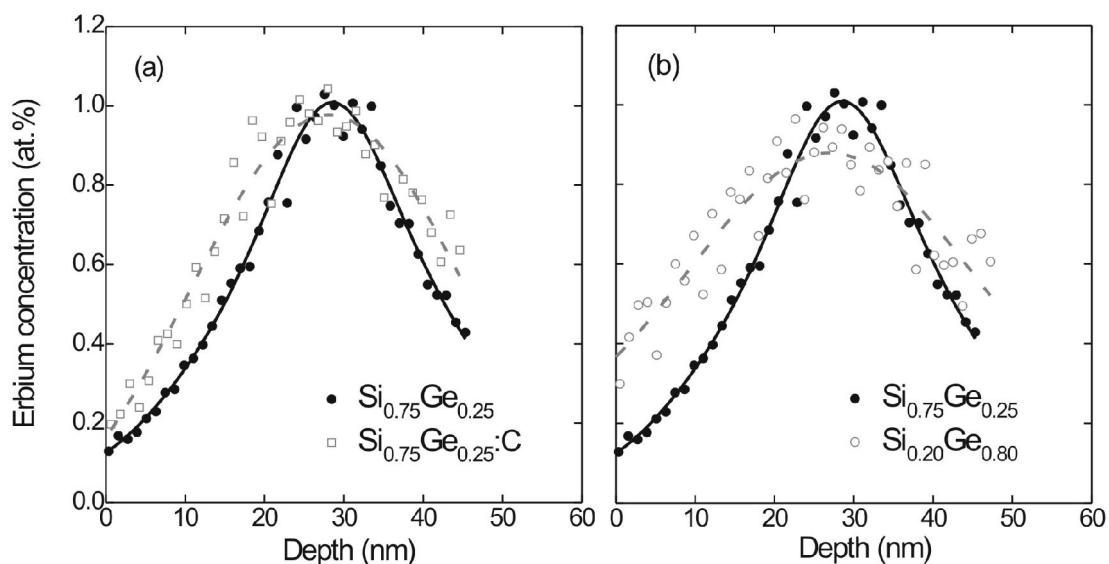 Erbium concentration (at.%)
1.2
1.0
0.8
0.6
0.4
0.2
0.0
(a)
Si0.75Ge0.25
Si0.75Ge0.25:C
0 10 20 30 40 50 60
Depth (nm)
(b)
Si0.75Ge0.25
Si0.20Ge0.80
0 10 20 30 40 50 60
Depth (nm)